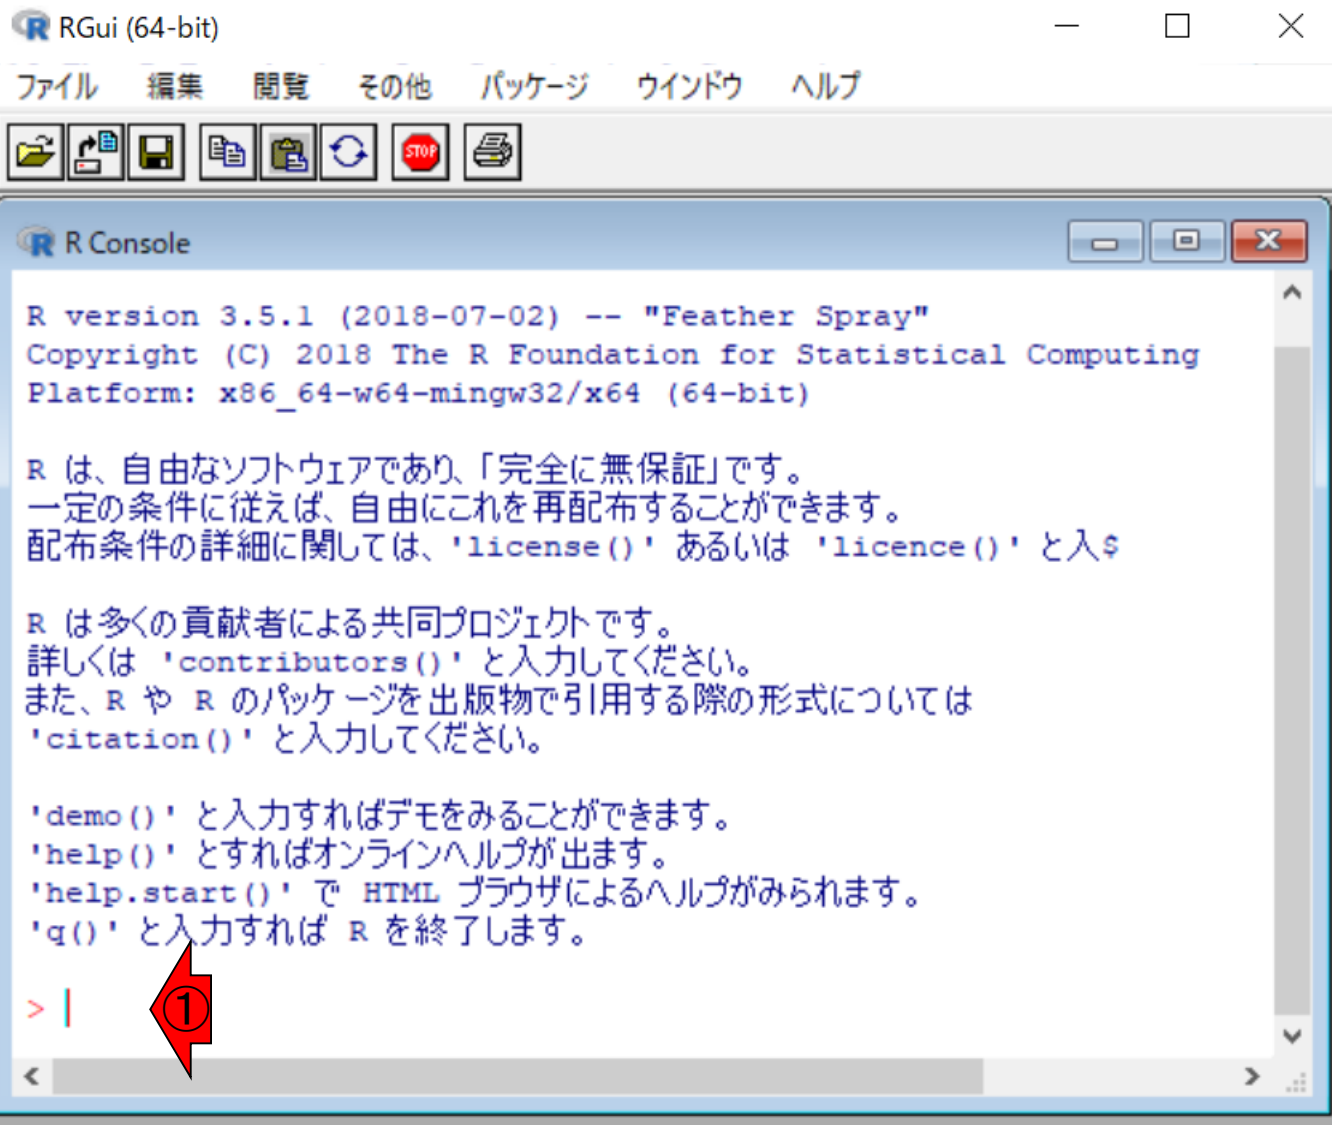 RGui (64-bit)
ファイル 編集 閲覧 その他 パッケージ ウインドウ ヘルプ
STOP
R Console
R version 3.5.1 (2018-07-02) -- "Feather Spray"
Copyright (C) 2018 The R Foundation for Statistical Computing
Platform: x86_64-w64-mingw32/x64 (64-bit)
R は、自由なソフトウェアであり、「完全に無保証」です。
一定の条件に従えば、自由にこれを再配布することができます。
配布条件の詳細に関しては、'license()' あるいは 'licence()' と入$
R は多くの貢献者による共同プロジェクトです。
詳しくは 'contributors()' と入力してください。
また、R や R のパッケージを出版物で引用する際の形式については
'citation()' と入力してください。
'demo()' と入力すればデモをみることができます。
'help()' とすればオンラインヘルプが出ます。
'help.start()' で HTML ブラウザによるヘルプがみられます。
'q()' と入力すれば R を終了します。
> ①